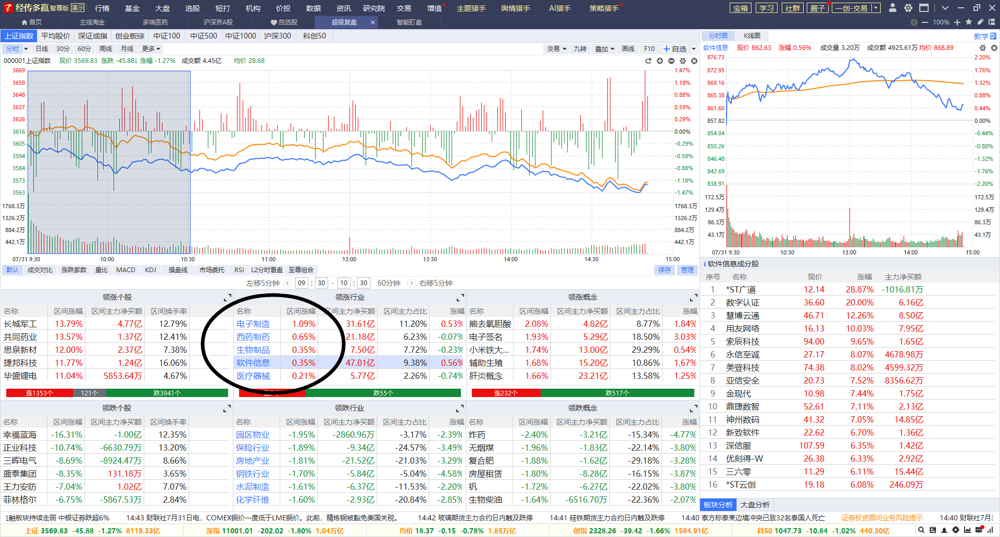 经传多赢 智尊版 演示 行情 基金 大盘 选股 短打 机构 价投 数据 资讯 研究院 交易 增值 主题猎手 舆情猎手 AI猎手 策略猎手 宝箱 学习 社群 圈子 一创-交易
首页 主线淘金 多瑞医药 沪深京A股 自选股 超级复盘 智能盯盘 100%
上证指数 平均股价 深证成指 创业板综 中证100 中证500 中证1000 沪深300 科创50
分时 日线 30分 60分 周线 月线 更多 交易 九转 叠加 画线 F10 自选
000001上证指数 现价 3569.83 涨跌 -45.88↓ 涨幅 -1.27% 成交额 4.45亿 均价 28.68
3669 1.47%
3658 1.18%
3648 0.88%
3637 0.59%
3626 0.29%
3616 0.00%
3605 -0.29%
3594 -0.59%
3584 -0.88%
3573 -1.18%
3563 -1.47%
1768.3万 1768.3万
1326.2万 1326.2万
884.2万 884.2万
442.1万 442.1万
07/31 9:30 10:00 10:30 11:00 13:00 13:30 14:00 14:30 15:00
默认 成交对比 涨跌家数 量比 MACD KDJ 操盘线 市场委托 RSI L2分时看盘 至尊组合 保存 管理
左移5分钟 09 : 30 - 10 : 30 60分钟 右移5分钟
领涨个股
名称 区间涨幅 区间主力净买额 区间换手率
长城军工 13.79% 4.77亿 12.79%
共同药业 13.57% 1.37亿 12.41%
思泉新材 12.00% 2.37亿 7.38%
捷邦科技 11.77% 1.24亿 16.06%
华盛锂电 11.04% 5853.64万 4.67%
涨1353个 121个 跌3941个
领涨行业
名称 区间涨幅 区间主力净买额 区间主力占比 涨幅
电子制造 1.09% 31.61亿 11.20% 0.53%
西药制药 0.65% 21.18亿 6.23% -0.07%
生物制品 0.35% 7.50亿 7.72% -0.23%
软件信息 0.35% 47.01亿 9.38% 0.56%
医疗器械 0.21% 5.77亿 2.26% -0.74%
跌55个
领涨概念
名称 区间涨幅 区间主力净买额 区间主力占比 涨幅
熊去氧胆酸 2.08% 4.82亿 8.77% 1.84%
电子签名 1.93% 5.29亿 18.50% 3.03%
小米铁大... 1.74% 13.00亿 29.29% 0.54%
辅助生殖 1.68% 15.20亿 10.86% 1.67%
肝炎概念 1.66% 23.21亿 13.58% 1.25%
涨232个 跌517个
领跌个股
名称 区间涨幅 区间主力净买额 区间换手率
幸福蓝海 -16.31% -1.00亿 12.35%
正业科技 -10.74% -6630.79万 13.20%
三晖电气 -8.69% -8924.47万 8.66%
盛泰集团 -8.35% 131.18万 3.65%
王力安防 -7.04% 1.02亿 7.07%
菲林格尔 -6.75% -5867.53万 2.84%
领跌行业
名称 区间涨幅 区间主力净买额 区间主力占比 涨幅
园区物业 -1.95% -2860.96万 -3.17% -2.39%
保险行业 -1.89% -9.34亿 -24.57% -3.49%
房地产业 -1.81% -21.52亿 -21.03% -3.29%
钢铁行业 -1.70% -5.84亿 -5.04% -4.58%
水泥制造 -1.61% -6.37亿 -11.53% -2.20%
化学纤维 -1.60% -2.93亿 -20.84% -2.85%
领跌概念
名称 区间涨幅 区间主力净买额 区间主力占比 涨幅
炸药 -2.40% -3.21亿 -15.34% -4.77%
无烟煤 -1.96% -1.83亿 -22.14% -3.80%
复合肥 -1.88% -1.62亿 -29.18% -3.28%
房屋租赁 -1.80% -8.28亿 -16.15% -3.87%
钒 -1.72% -6.27亿 -22.02% -3.80%
生物柴油 -1.64% -6516.70万 -22.36% -2.07%
分时图 K线图 教学
软件信息 现价 862.63 涨幅 0.56% 成交量 3.20万 成交额 4925.61万 均价 868.89
876.73 2.20%
872.95 1.76%
869.16 1.32%
865.38 0.88%
861.60 0.44%
857.82 0.00%
854.04 -0.44%
850.26 -0.88%
846.48 -1.32%
842.69 -1.76%
838.91 -2.20%
172.5万 172.5万
129.4万 129.4万
86.3万 86.3万
43.1万 43.1万
07/31 9:30 10:30 13:00 14:00 15:00
软件信息成分股
序号 名称 现价 涨幅 主力净买额
1 *ST广道 12.14 28.87% -1016.81万
2 数字认证 36.60 20.00% 6.16亿
3 慧博云通 46.71 12.26% 8.50亿
4 用友网络 16.13 10.03% 7.95亿
5 索辰科技 94.00 9.65% 1.65亿
6 永信至诚 27.17 8.07% 4678.98万
7 美登科技 74.38 8.02% 4599.32万
8 亚信安全 20.73 7.52% 8356.62万
9 金现代 10.98 7.44% 1.75亿
10 鼎捷数智 52.61 7.11% 2.13亿
11 神州数码 41.32 7.05% 14.85亿
12 新致软件 22.62 6.70% 1.36亿
13 深信服 107.59 6.35% 1.42亿
14 优刻得-W 26.38 6.33% 2.92亿
15 三六零 11.29 6.11% 15.44亿
16 *ST云创 19.18 6.08% 246.09万
板块分析 大盘分析
金融板块持续走弱 中银证券跌超6% 14:43 财联社7月31日电，COMEX铜价一度低于LME铜价。此前，精炼铜被豁免美国关税。 14:42 玻璃期货主力合约日内触及跌停 14:41 硅铁期货主力合约日内触及跌停 14:40 泰方称泰柬边境冲突已致32名泰国人死亡 证券投资顾问业务风险提示 14:40 财联社7月3
上证 3569.83 -45.88 -1.27% 8119.33亿 深指 11001.01 -202.02 -1.80% 1.04万亿 均价 18.37 -0.15 -0.78% 1.85万亿 创指 2328.26 -39.42 -1.66% 1594.91亿 科50 1047.73 -10.84 -1.02% 440.30亿